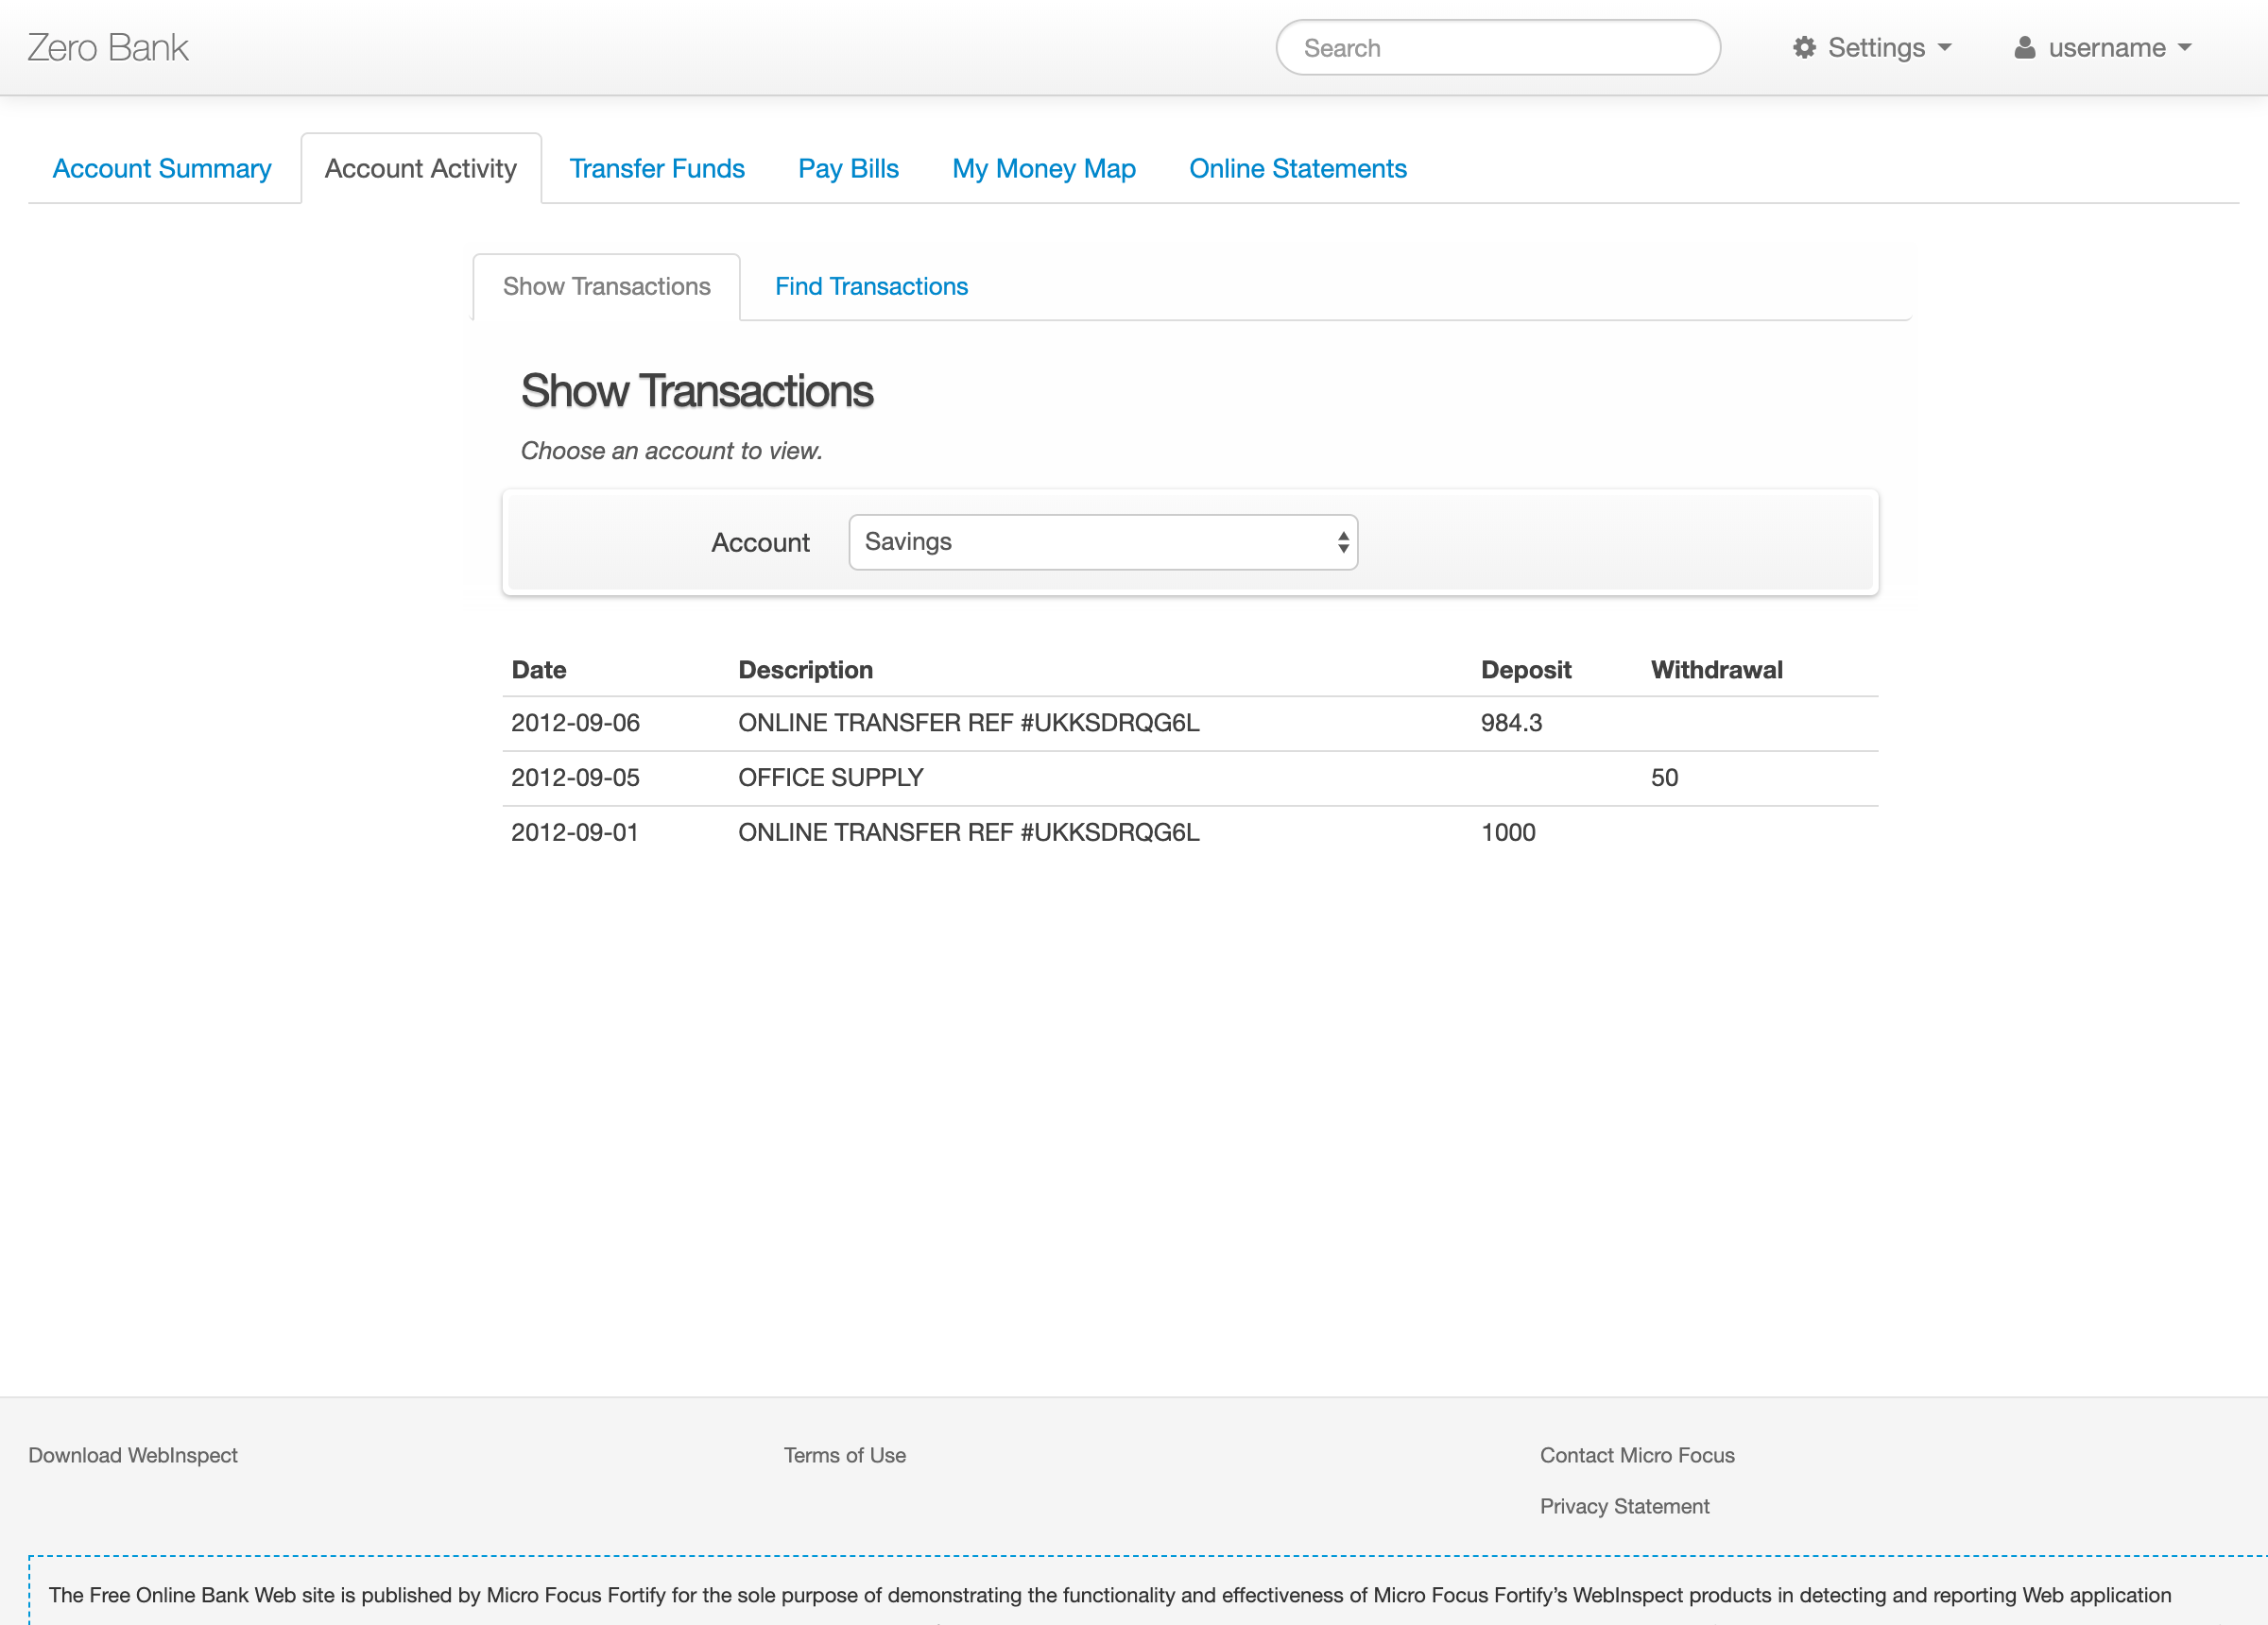 Zero Bank
Search
Settings
username
Account Summary
Account Activity
Transfer Funds
Pay Bills
My Money Map
Online Statements
Show Transactions
Find Transactions
Show Transactions
Choose an account to view.
Account
Savings
Date Description Deposit Withdrawal
2012-09-06 ONLINE TRANSFER REF #UKKSDRQG6L 984.3
2012-09-05 OFFICE SUPPLY 50
2012-09-01 ONLINE TRANSFER REF #UKKSDRQG6L 1000
Download WebInspect
Terms of Use
Contact Micro Focus
Privacy Statement
The Free Online Bank Web site is published by Micro Focus Fortify for the sole purpose of demonstrating the functionality and effectiveness of Micro Focus Fortify’s WebInspect products in detecting and reporting Web application